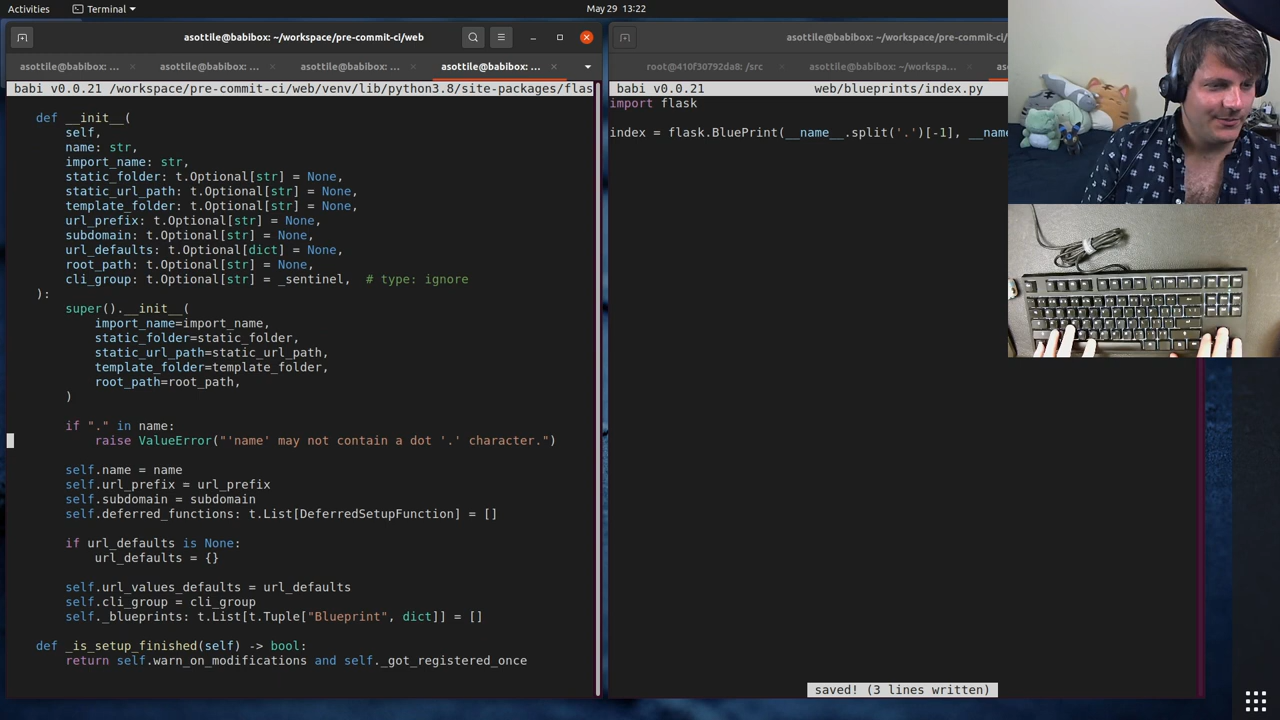 Activities
Terminal
May 29 13:22
asottile@babibox: ~/workspace/pre-commit-ci/web
asottile@babibox: ~/workspace/pre-commit-ci/
asottile@babibox: ...
asottile@babibox: ...
asottile@babibox: ...
asottile@babibox: ...
root@410f30792da8: /src
asottile@babibox: ~/workspa...
babi v0.0.21 /workspace/pre-commit-ci/web/venv/lib/python3.8/site-packages/flas
def __init__(
self,
name: str,
import_name: str,
static_folder: t.Optional[str] = None,
static_url_path: t.Optional[str] = None,
template_folder: t.Optional[str] = None,
url_prefix: t.Optional[str] = None,
subdomain: t.Optional[str] = None,
url_defaults: t.Optional[dict] = None,
root_path: t.Optional[str] = None,
cli_group: t.Optional[str] = _sentinel,  # type: ignore
):
super().__init__(
import_name=import_name,
static_folder=static_folder,
static_url_path=static_url_path,
template_folder=template_folder,
root_path=root_path,
)
if "." in name:
raise ValueError("'name' may not contain a dot '.' character.")
self.name = name
self.url_prefix = url_prefix
self.subdomain = subdomain
self.deferred_functions: t.List[DeferredSetupFunction] = []
if url_defaults is None:
url_defaults = {}
self.url_values_defaults = url_defaults
self.cli_group = cli_group
self._blueprints: t.List[t.Tuple["Blueprint", dict]] = []
def _is_setup_finished(self) -> bool:
return self.warn_on_modifications and self._got_registered_once
babi v0.0.21 web/blueprints/index.py
import flask
index = flask.BluePrint(__name__.split('.')[-1], __name
saved! (3 lines written)